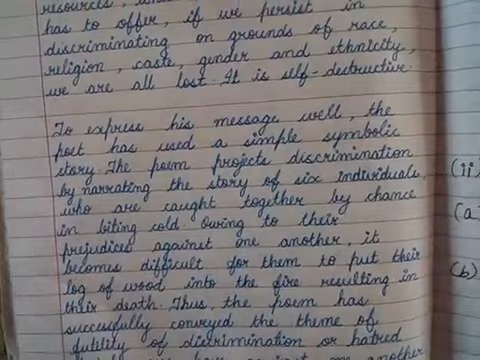 resources,
has to offer, if we persist in
discriminating on grounds of race,
religion, caste, gender and ethnicity,
we are all lost. It is self-destructive.
To express his message well, the
poet has used a simple symbolic
story. The poem projects discrimination
by narrating the story of six individuals,
who are caught together by chance
in biting cold. Owing to their
prejudices against one another, it
becomes difficult for them to put their
log of wood into the fire resulting in
their death. Thus, the poem has
successfully conveyed the theme of
futility of discrimination or hatred
(ii)
(a)
(b)